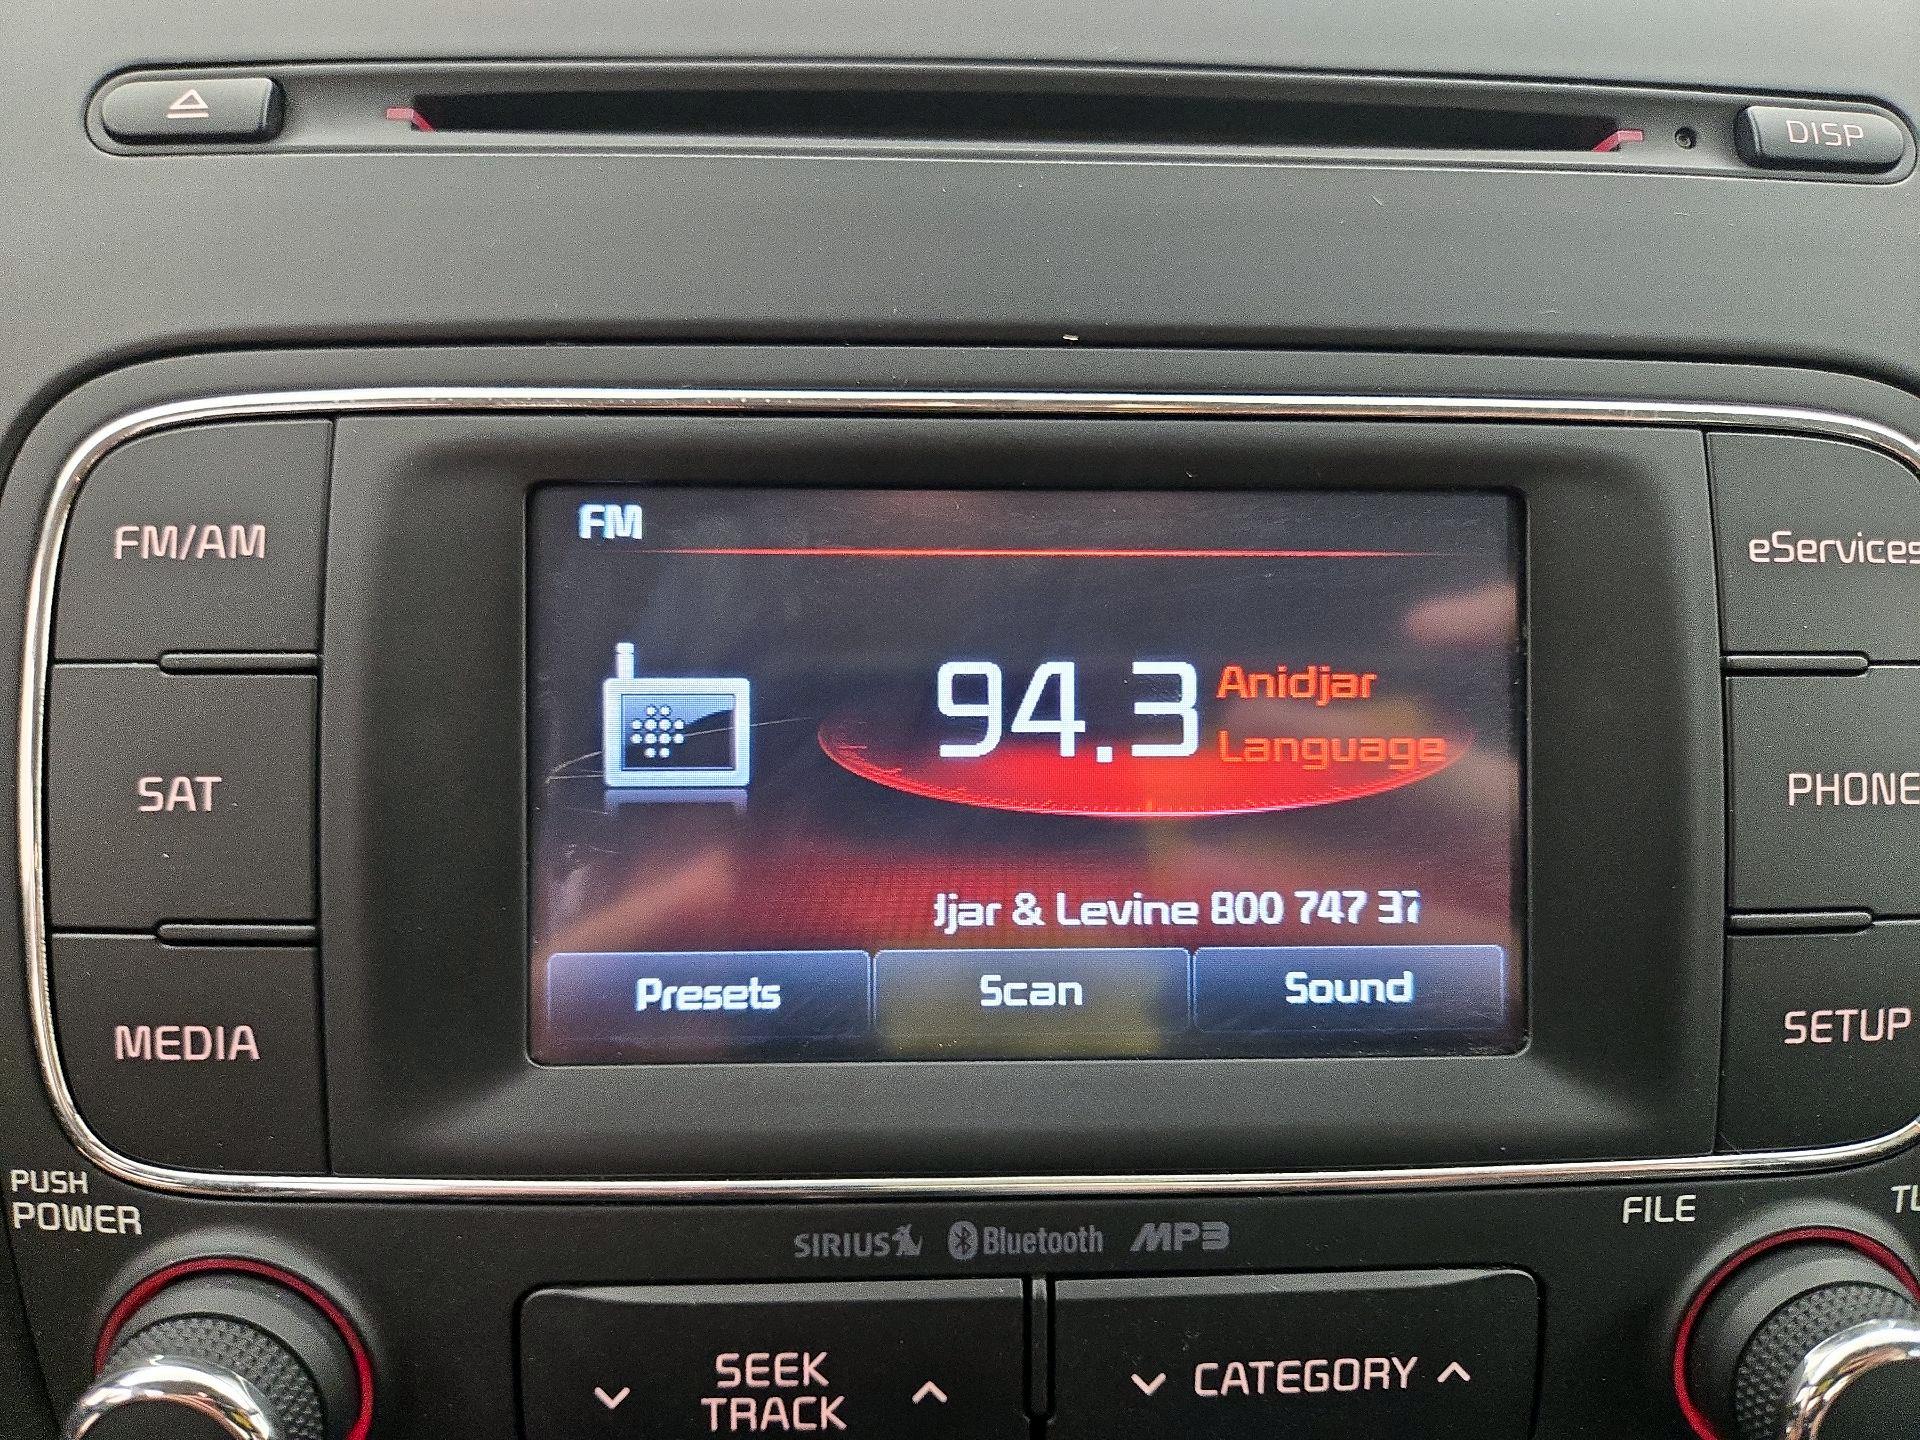 DISP
FM/AM
SAT
MEDIA
FM
94.3
Anidjar
Language
jar & Levine 800 747 37
Presets
Scan
Sound
eServices
PHONE
SETUP
PUSH
POWER
SIRIUS Bluetooth MP3
FILE
SEEK
TRACK
CATEGORY